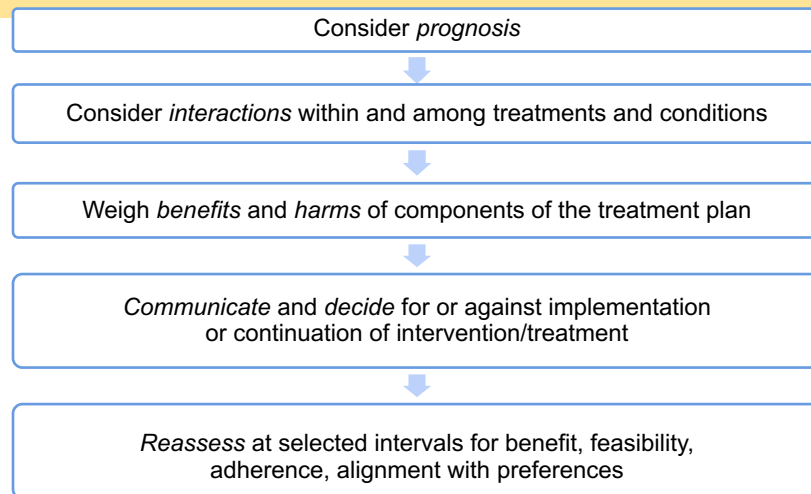 Consider prognosis
Consider interactions within and among treatments and conditions
Weigh benefits and harms of components of the treatment plan
Communicate and decide for or against implementation
or continuation of intervention/treatment
Reassess at selected intervals for benefit, feasibility,
adherence, alignment with preferences